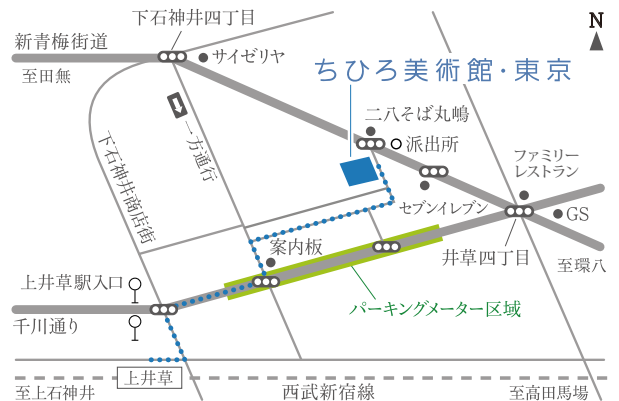 下石神井四丁目
N
新青梅街道
サイゼリヤ
至田無
ちひろ美術館・東京
一方通行
二八そば丸嶋
派出所
下石神井商店街
ファミリー
レストラン
セブンイレブン
GS
案内板
井草四丁目
至環八
上井草駅入口
パーキングメーター区域
千川通り
上井草
至上石神井
西武新宿線
至高田馬場